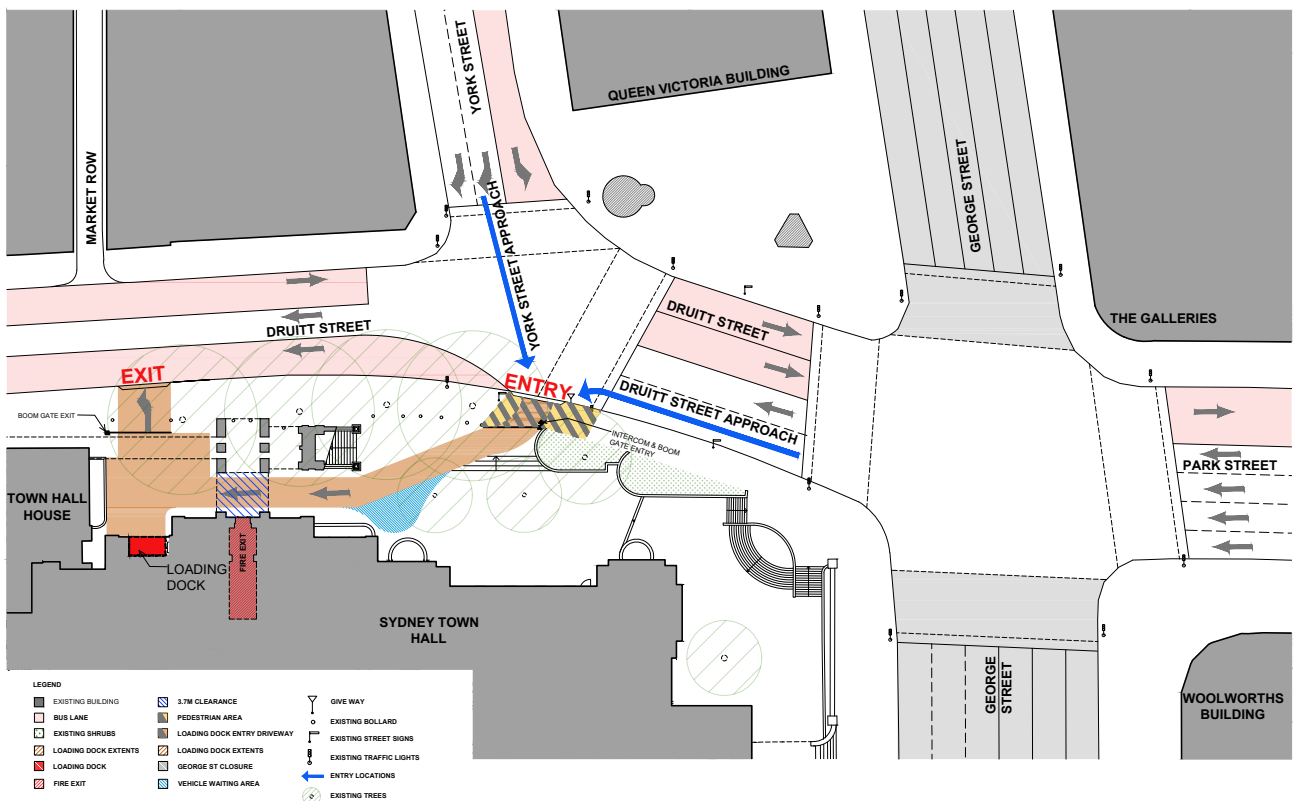 YORK STREET
QUEEN VICTORIA BUILDING
MARKET ROW
YORK STREET APPROACH
GEORGE STREET
THE GALLERIES
DRUITT STREET
DRUITT STREET
EXIT
ENTRY
DRUITT STREET APPROACH
BOOM GATE EXIT
INTERCOM & BOOM
GATE ENTRY
PARK STREET
TOWN HALL
HOUSE
FIRE EXIT
LOADING
DOCK
SYDNEY TOWN
HALL
GEORGE
STREET
WOOLWORTHS
BUILDING
LEGEND
EXISTING BUILDING
BUS LANE
EXISTING SHRUBS
LOADING DOCK EXTENTS
LOADING DOCK
FIRE EXIT
3.7M CLEARANCE
PEDESTRIAN AREA
LOADING DOCK ENTRY DRIVEWAY
LOADING DOCK EXTENTS
GEORGE ST CLOSURE
VEHICLE WAITING AREA
GIVE WAY
EXISTING BOLLARD
EXISTING STREET SIGNS
EXISTING TRAFFIC LIGHTS
ENTRY LOCATIONS
EXISTING TREES